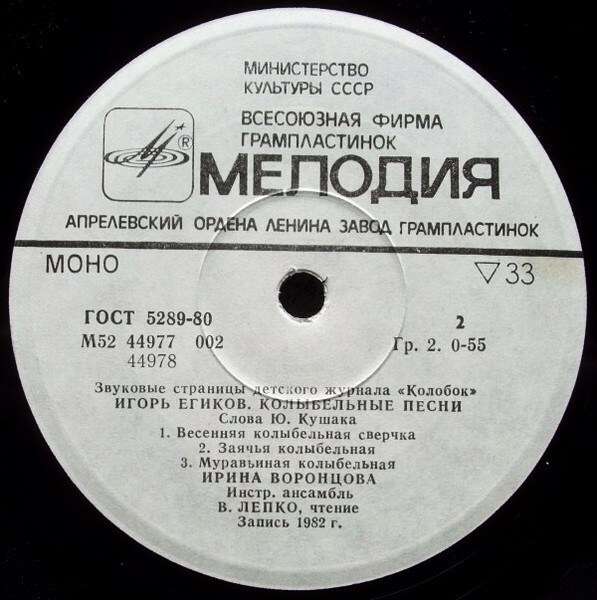 МИНИСТЕРСТВО
КУЛЬТУРЫ СССР
ВСЕСОЮЗНАЯ ФИРМА
ГРАМПЛАСТИНОК
®
МЕЛОДИЯ
АПРЕЛЕВСКИЙ ОРДЕНА ЛЕНИНА ЗАВОД ГРАМПЛАСТИНОК
МОНО ▽33
ГОСТ 5289-80 2
М52 44977 002 Гр. 2. 0-55
44978
Звуковые страницы детского журнала «Колобок»
ИГОРЬ ЕГИКОВ. КОЛЫБЕЛЬНЫЕ ПЕСНИ
Слова Ю. Кушака
1. Весенняя колыбельная сверчка
2. Заячья колыбельная
3. Муравьиная колыбельная
ИРИНА ВОРОНЦОВА
Инстр. ансамбль
В. ЛЕПКО, чтение
Запись 1982 г.